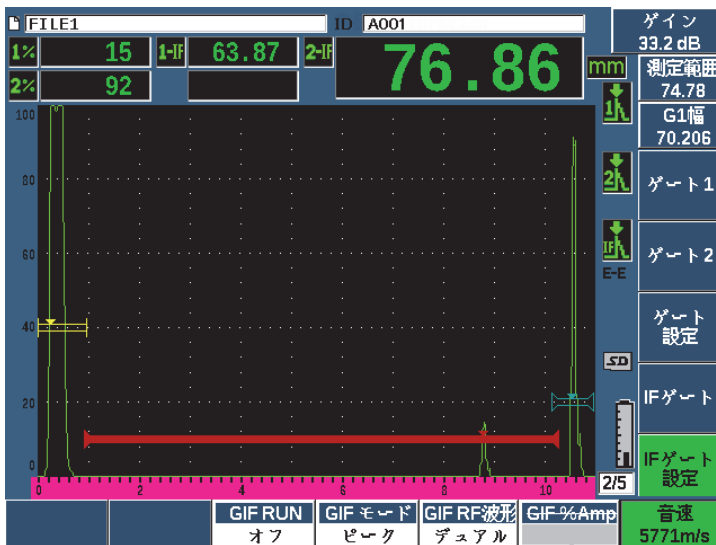 FILE1 ID A001
1% 15 1-IF 63.87 2-IF 76.86 mm
2% 92
ゲイン
33.2 dB
測定範囲
74.78
G1幅
70.206
ゲート1
ゲート2
ゲート
設定
IFゲート
IFゲート
設定
音速
5771m/s
1
2
IF
E-E
SD
2/5
100
80
60
40
20
0
0 2 4 6 8 10
GIF RUN
オフ
GIF モード
ピーク
GIF RF波形
デュアル
GIF %Amp